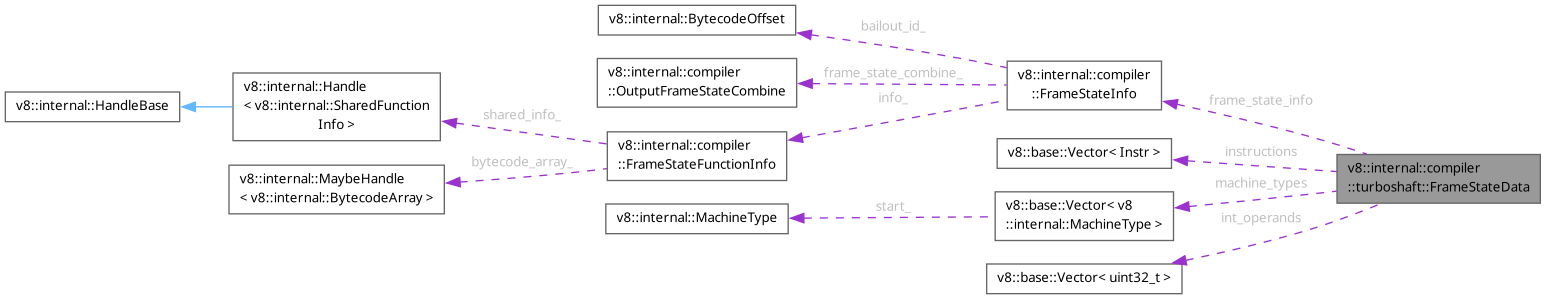 v8::internal::BytecodeOffset
bailout_id_
v8::internal::compiler
::OutputFrameStateCombine
frame_state_combine_
v8::internal::compiler
::FrameStateInfo
v8::internal::Handle
< v8::internal::SharedFunction
Info >
v8::internal::HandleBase
info_
frame_state_info
shared_info_
v8::internal::compiler
::FrameStateFunctionInfo
v8::base::Vector< Instr >
instructions
bytecode_array_
v8::internal::MaybeHandle
< v8::internal::BytecodeArray >
v8::internal::compiler
::turboshaft::FrameStateData
machine_types
v8::internal::MachineType
start_
v8::base::Vector< v8
::internal::MachineType >
int_operands
v8::base::Vector< uint32_t >